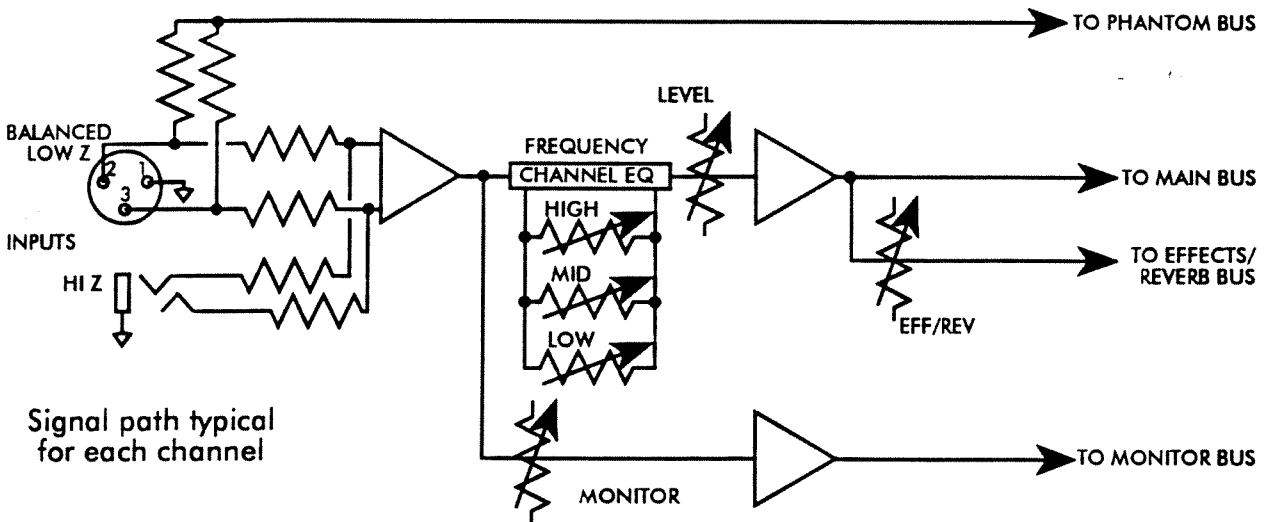 TO PHANTOM BUS
LEVEL
BALANCED
LOW Z
2
1
3
FREQUENCY
CHANNEL EQ
TO MAIN BUS
HIGH
INPUTS
MID
HI Z
TO EFFECTS/
REVERB BUS
EFF/REV
LOW
Signal path typical
for each channel
TO MONITOR BUS
MONITOR